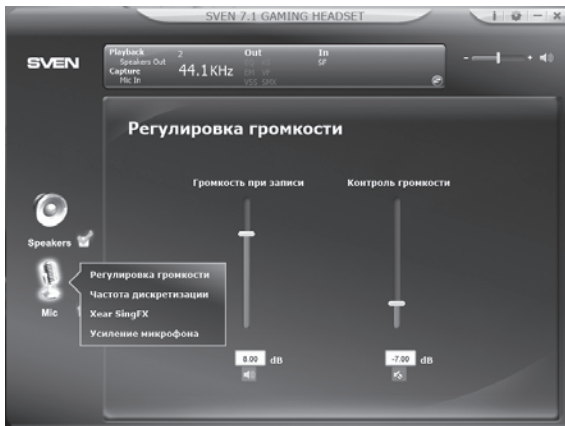 SVEN 7.1 GAMING HEADSET
SVEN
Playback 2 Out In
Speakers Out SF
Capture 44.1KHz
Mic In VSS SMX
Регулировка громкости
Громкость при записи Контроль громкости
Speakers
Mic
Регулировка громкости
Частота дискретизации
Xear SingFX
Усиление микрофона
8.00 dB -7.00 dB